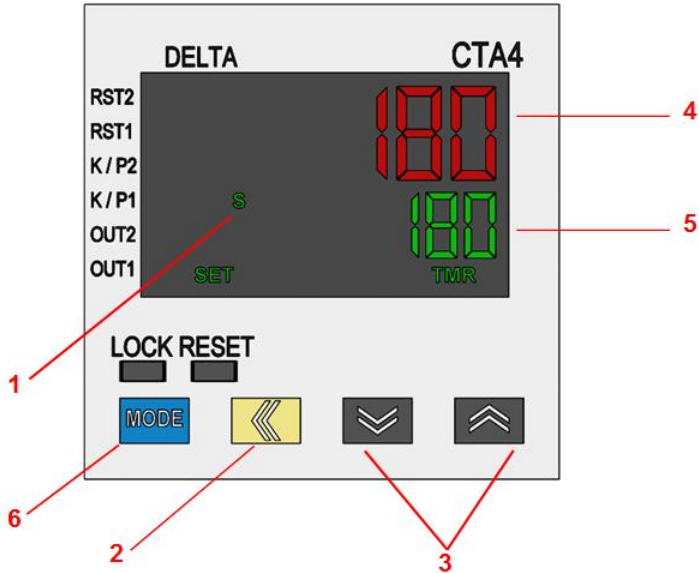 DELTA CTA4
RST2
180
4
RST1
K / P2
K / P1
S
180
5
OUT2
OUT1
SET
TMR
LOCK RESET
1
MODE
6
2
3